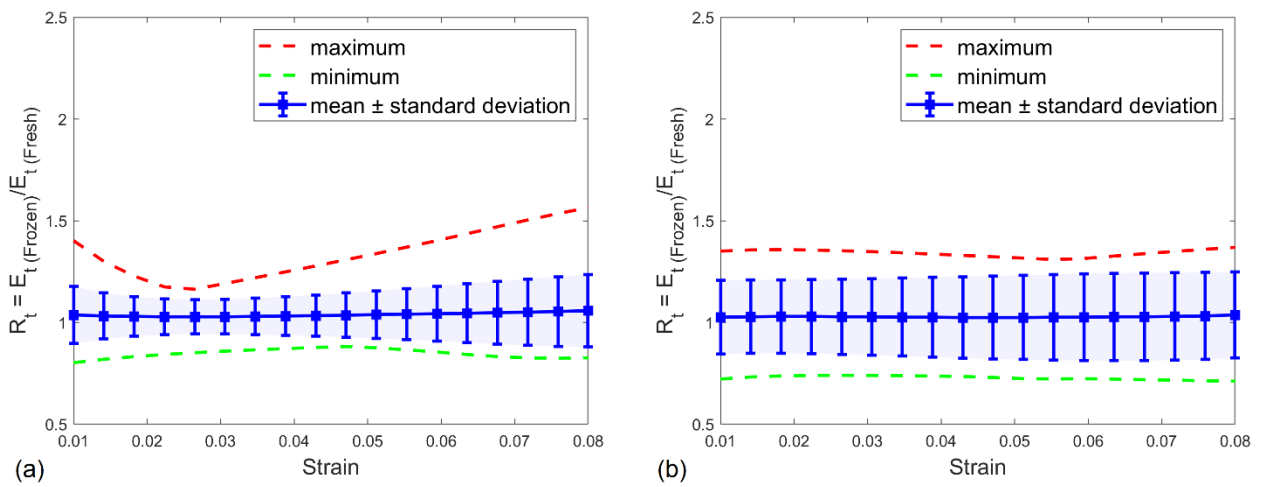 2.5
2
1.5
1
0.5
R_t = E_t (Frozen)/E_t (Fresh)
maximum
minimum
mean ± standard deviation
0.01 0.02 0.03 0.04 0.05 0.06 0.07 0.08
Strain
(a)
2.5
2
1.5
1
0.5
R_t = E_t (Frozen)/E_t (Fresh)
maximum
minimum
mean ± standard deviation
0.01 0.02 0.03 0.04 0.05 0.06 0.07 0.08
Strain
(b)